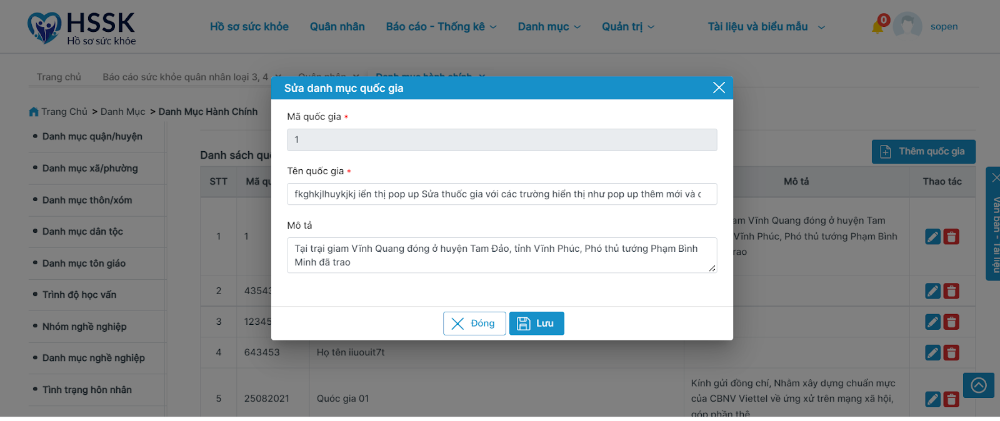 HSSK
Hồ sơ sức khỏe
Hồ sơ sức khỏe
Quân nhân
Báo cáo - Thống kê
Danh mục
Quản trị
Tài liệu và biểu mẫu
0
sopen
Trang chủ
Báo cáo sức khỏe quân nhân loại 3, 4
Quân nhân
Danh mục hành chính
Trang Chủ > Danh Mục > Danh Mục Hành Chính
Danh mục quận/huyện
Danh mục xã/phường
Danh mục thôn/xóm
Danh mục dân tộc
Danh mục tôn giáo
Trình độ học vấn
Nhóm nghề nghiệp
Danh mục nghề nghiệp
Tình trạng hôn nhân
Sửa danh mục quốc gia
Mã quốc gia *
1
Tên quốc gia *
fkghkjlhuykjkj iển thị pop up Sửa thuốc gia với các trường hiển thị như pop up thêm mới và c
Mô tả
Tại trại giam Vĩnh Quang đóng ở huyện Tam Đảo, tỉnh Vĩnh Phúc, Phó thủ tướng Phạm Bình
Minh đã trao
Đóng
Lưu
Danh sách
Thêm quốc gia
STT
Mã
Mô tả
Thao tác
1
1
Vĩnh Quang đóng ở huyện Tam
Vĩnh Phúc, Phó thủ tướng Phạm Bình
rao
2
43543
3
12345
4
643453
Họ tên iiuouit7t
5
25082021
Quóc gia 01
Kính gửi đồng chí, Nhằm xây dựng chuẩn mực
của CBNV Viettel về ứng xử trên mạng xã hội,
góp phần thê
Văn bản - Tài liệu